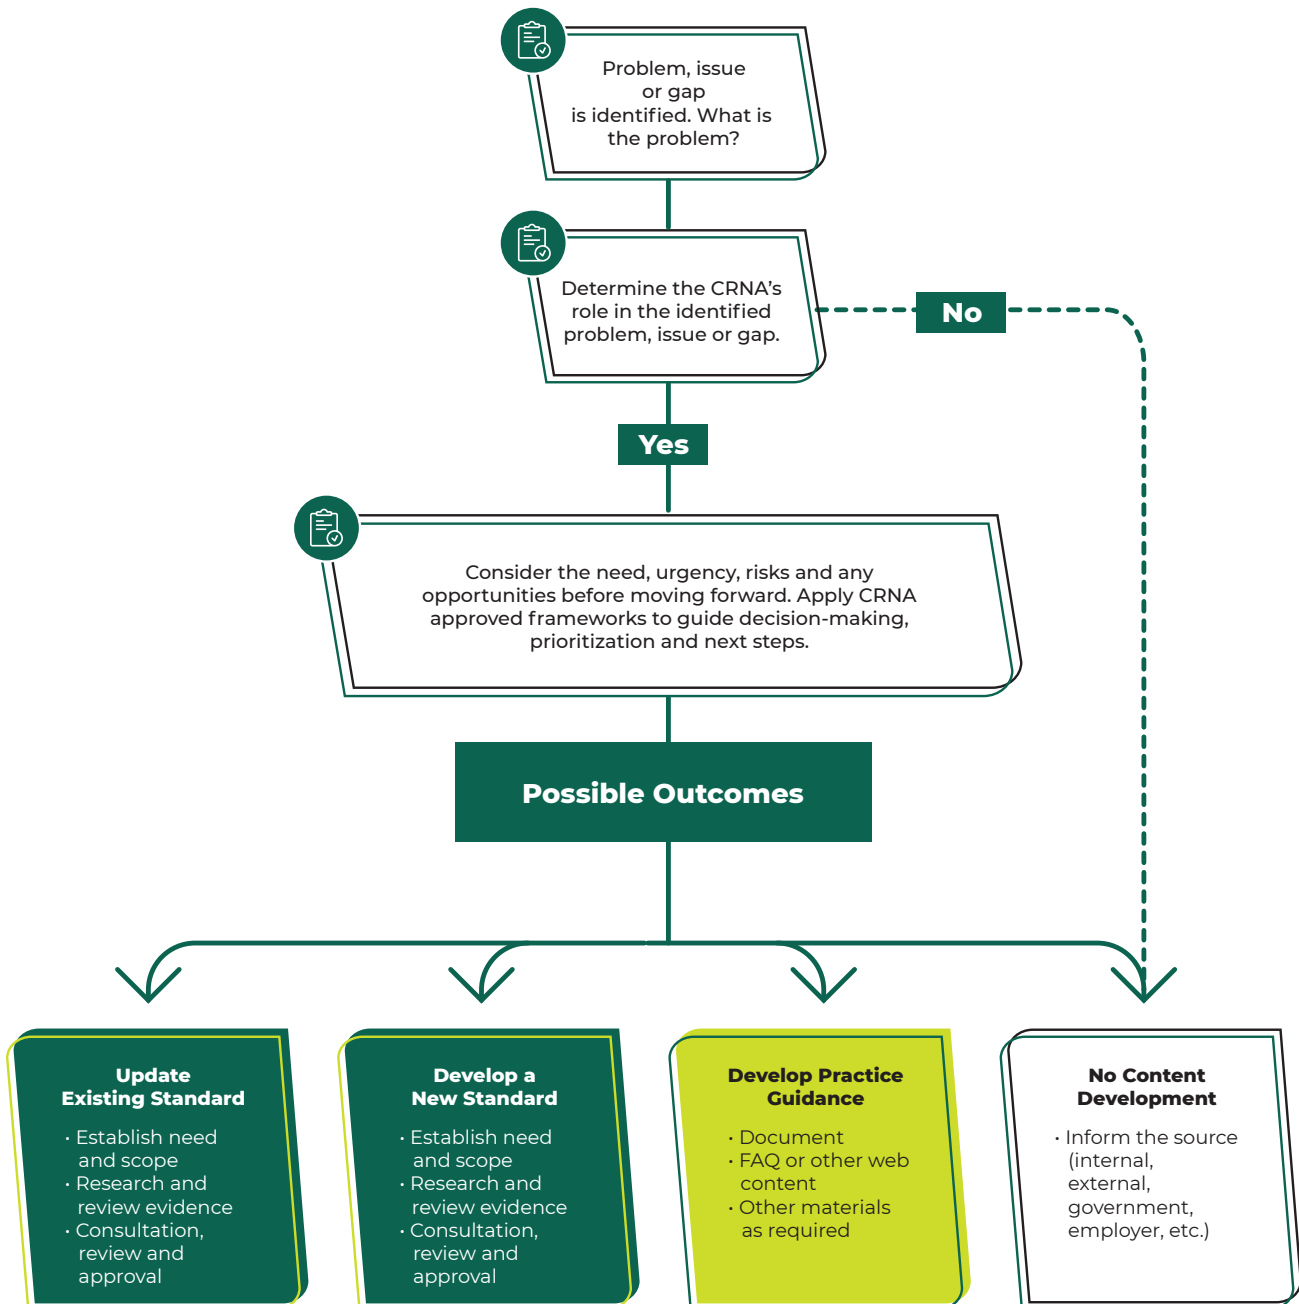 Problem, issue
or gap
is identified. What is
the problem?
Determine the CRNA’s
role in the identified
problem, issue or gap.
No
Yes
Consider the need, urgency, risks and any
opportunities before moving forward. Apply CRNA
approved frameworks to guide decision-making,
prioritization and next steps.
Possible Outcomes
Update
Existing Standard
· Establish need
and scope
· Research and
review evidence
· Consultation,
review and
approval
Develop a
New Standard
· Establish need
and scope
· Research and
review evidence
· Consultation,
review and
approval
Develop Practice
Guidance
· Document
· FAQ or other web
content
· Other materials
as required
No Content
Development
· Inform the source
(internal,
external,
government,
employer, etc.)